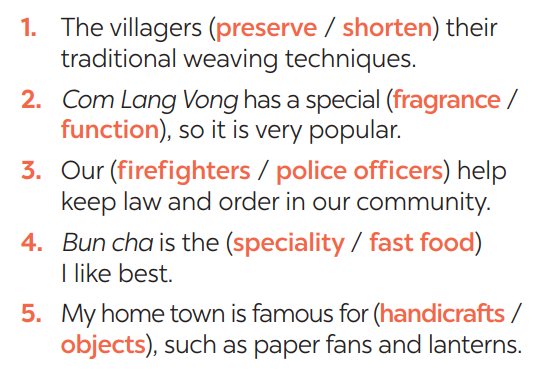 1. The villagers (preserve / shorten) their
traditional weaving techniques.
2. Com Lang Vong has a special (fragrance /
function), so it is very popular.
3. Our (firefighters / police officers) help
keep law and order in our community.
4. Bun cha is the (speciality / fast food)
I like best.
5. My home town is famous for (handicrafts /
objects), such as paper fans and lanterns.